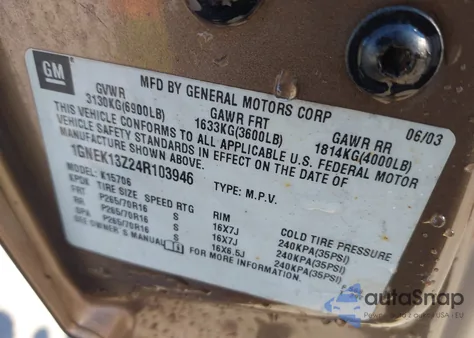 GM
MFD BY GENERAL MOTORS CORP 06/03
GVWR GAWR FRT GAWR RR
3130KG(6900LB) 1633KG(3600LB) 1814KG(4000LB)
THIS VEHICLE CONFORMS TO ALL APPLICABLE U.S. FEDERAL MOTOR
VEHICLE SAFETY STANDARDS IN EFFECT ON THE DATE OF
MANUFACTURE SHOWN ABOVE.
1GNEK13Z24R103946 TYPE: M.P.V.
MODEL: K15706
TIRE SIZE SPEED RTG RIM COLD TIRE PRESSURE
P265/70R16 S 16X7J 240KPA(35PSI)
RR P265/70R16 S 16X7J 240KPA(35PSI)
SPA P265/70R16 S 16X6.5J 240KPA(35PSI)
SEE OWNER'S MANUAL FOR MORE INFORMATION.
autoSnap